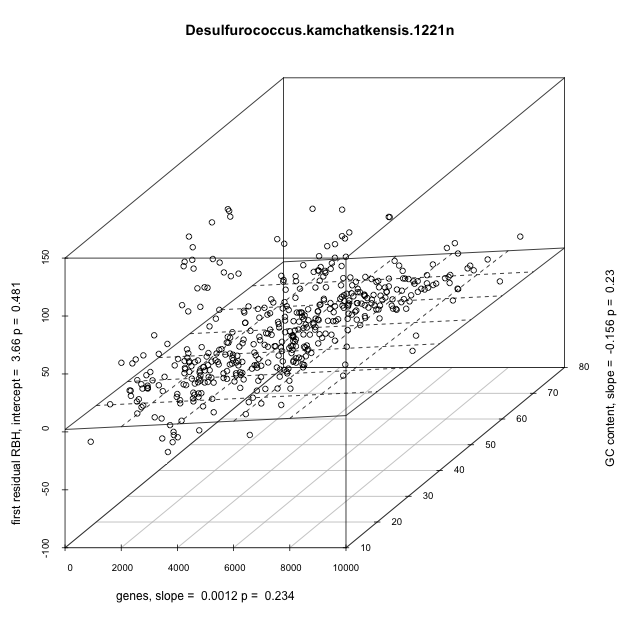 Desulfurococcus.kamchatkensis.1221n
first residual RBH, intercept = 3.66 p = 0.481
150
100
50
0
-50
-100
0 2000 4000 6000 8000 10000
genes, slope = 0.0012 p = 0.234
10
20
30
40
50
60
70
80
GC content, slope = -0.156 p = 0.23